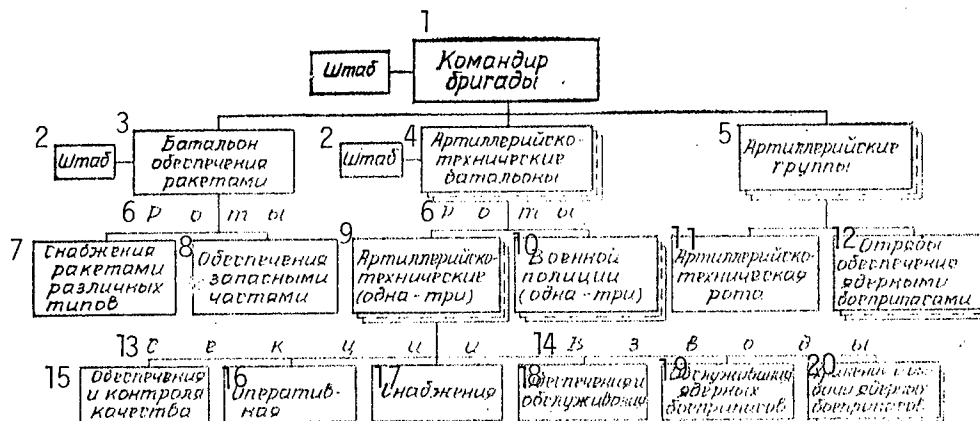 1
Штаб
Командир
бригады
2
Штаб
3
Батальон
обеспечения
ракетами
2
Штаб
4
Артиллерийско-
технические
батальоны
5
Артиллерийские
группы
6 Р о т ы
6 Р о т ы
7
Снабжения
ракетами
различных
типов
8
Обеспечения
запасными
частями
9
Артиллерийско-
технические
(одна-три)
10
Военной
полиции
(одна-три)
11
Артиллерийско-
техническая
рота
12
Отряды
обеспечения
ядерными
боеприпасами
13 С е к ц и и
14 В з в о д ы
15
Обеспечения
и контроля
качества
16
Оператив-
ная
17
Снабжения
18
Обеспечения и
обслуживания
19
Обслуживания
ядерных
боеприпасов
20
ядерных
боеприпасов